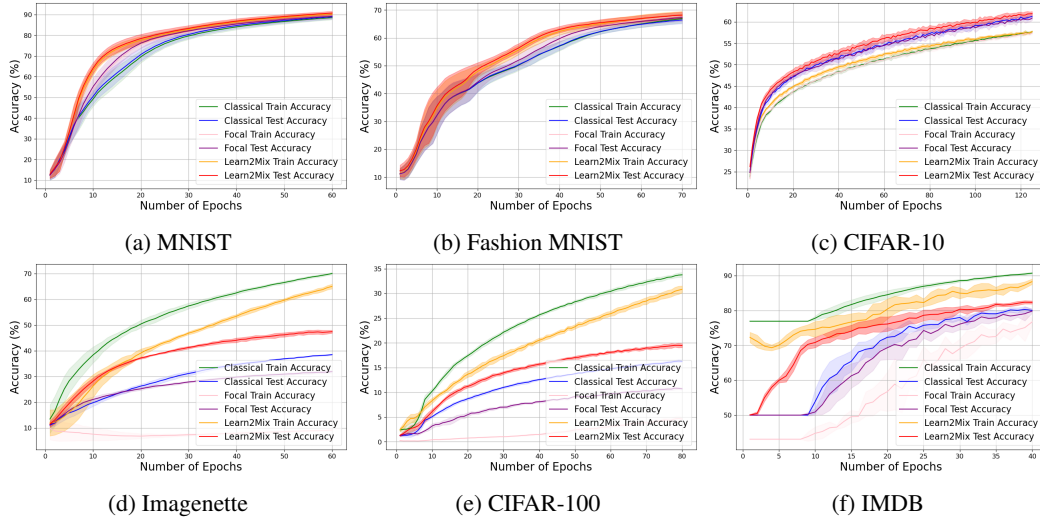 Accuracy (%)
90
80
70
60
50
40
30
20
10
0
10
20
30
40
50
60
Number of Epochs
Classical Train Accuracy
Classical Test Accuracy
Focal Train Accuracy
Focal Test Accuracy
Learn2Mix Train Accuracy
Learn2Mix Test Accuracy
(a) MNIST
Accuracy (%)
80
70
60
50
40
30
20
10
0
10
20
30
40
50
60
70
Number of Epochs
Classical Train Accuracy
Classical Test Accuracy
Focal Train Accuracy
Focal Test Accuracy
Learn2Mix Train Accuracy
Learn2Mix Test Accuracy
(b) Fashion MNIST
Accuracy (%)
60
55
50
45
40
35
30
25
0
20
40
60
80
100
120
Number of Epochs
Classical Train Accuracy
Classical Test Accuracy
Focal Train Accuracy
Focal Test Accuracy
Learn2Mix Train Accuracy
Learn2Mix Test Accuracy
(c) CIFAR-10
Accuracy (%)
70
60
50
40
30
20
10
0
10
20
30
40
50
60
Number of Epochs
Classical Train Accuracy
Classical Test Accuracy
Focal Train Accuracy
Focal Test Accuracy
Learn2Mix Train Accuracy
Learn2Mix Test Accuracy
(d) Imagenette
Accuracy (%)
35
30
25
20
15
10
5
0
0
10
20
30
40
50
60
70
80
Number of Epochs
Classical Train Accuracy
Classical Test Accuracy
Focal Train Accuracy
Focal Test Accuracy
Learn2Mix Train Accuracy
Learn2Mix Test Accuracy
(e) CIFAR-100
Accuracy (%)
90
80
70
60
50
0
5
10
15
20
25
30
35
40
Number of Epochs
Classical Train Accuracy
Classical Test Accuracy
Focal Train Accuracy
Focal Test Accuracy
Learn2Mix Train Accuracy
Learn2Mix Test Accuracy
(f) IMDB